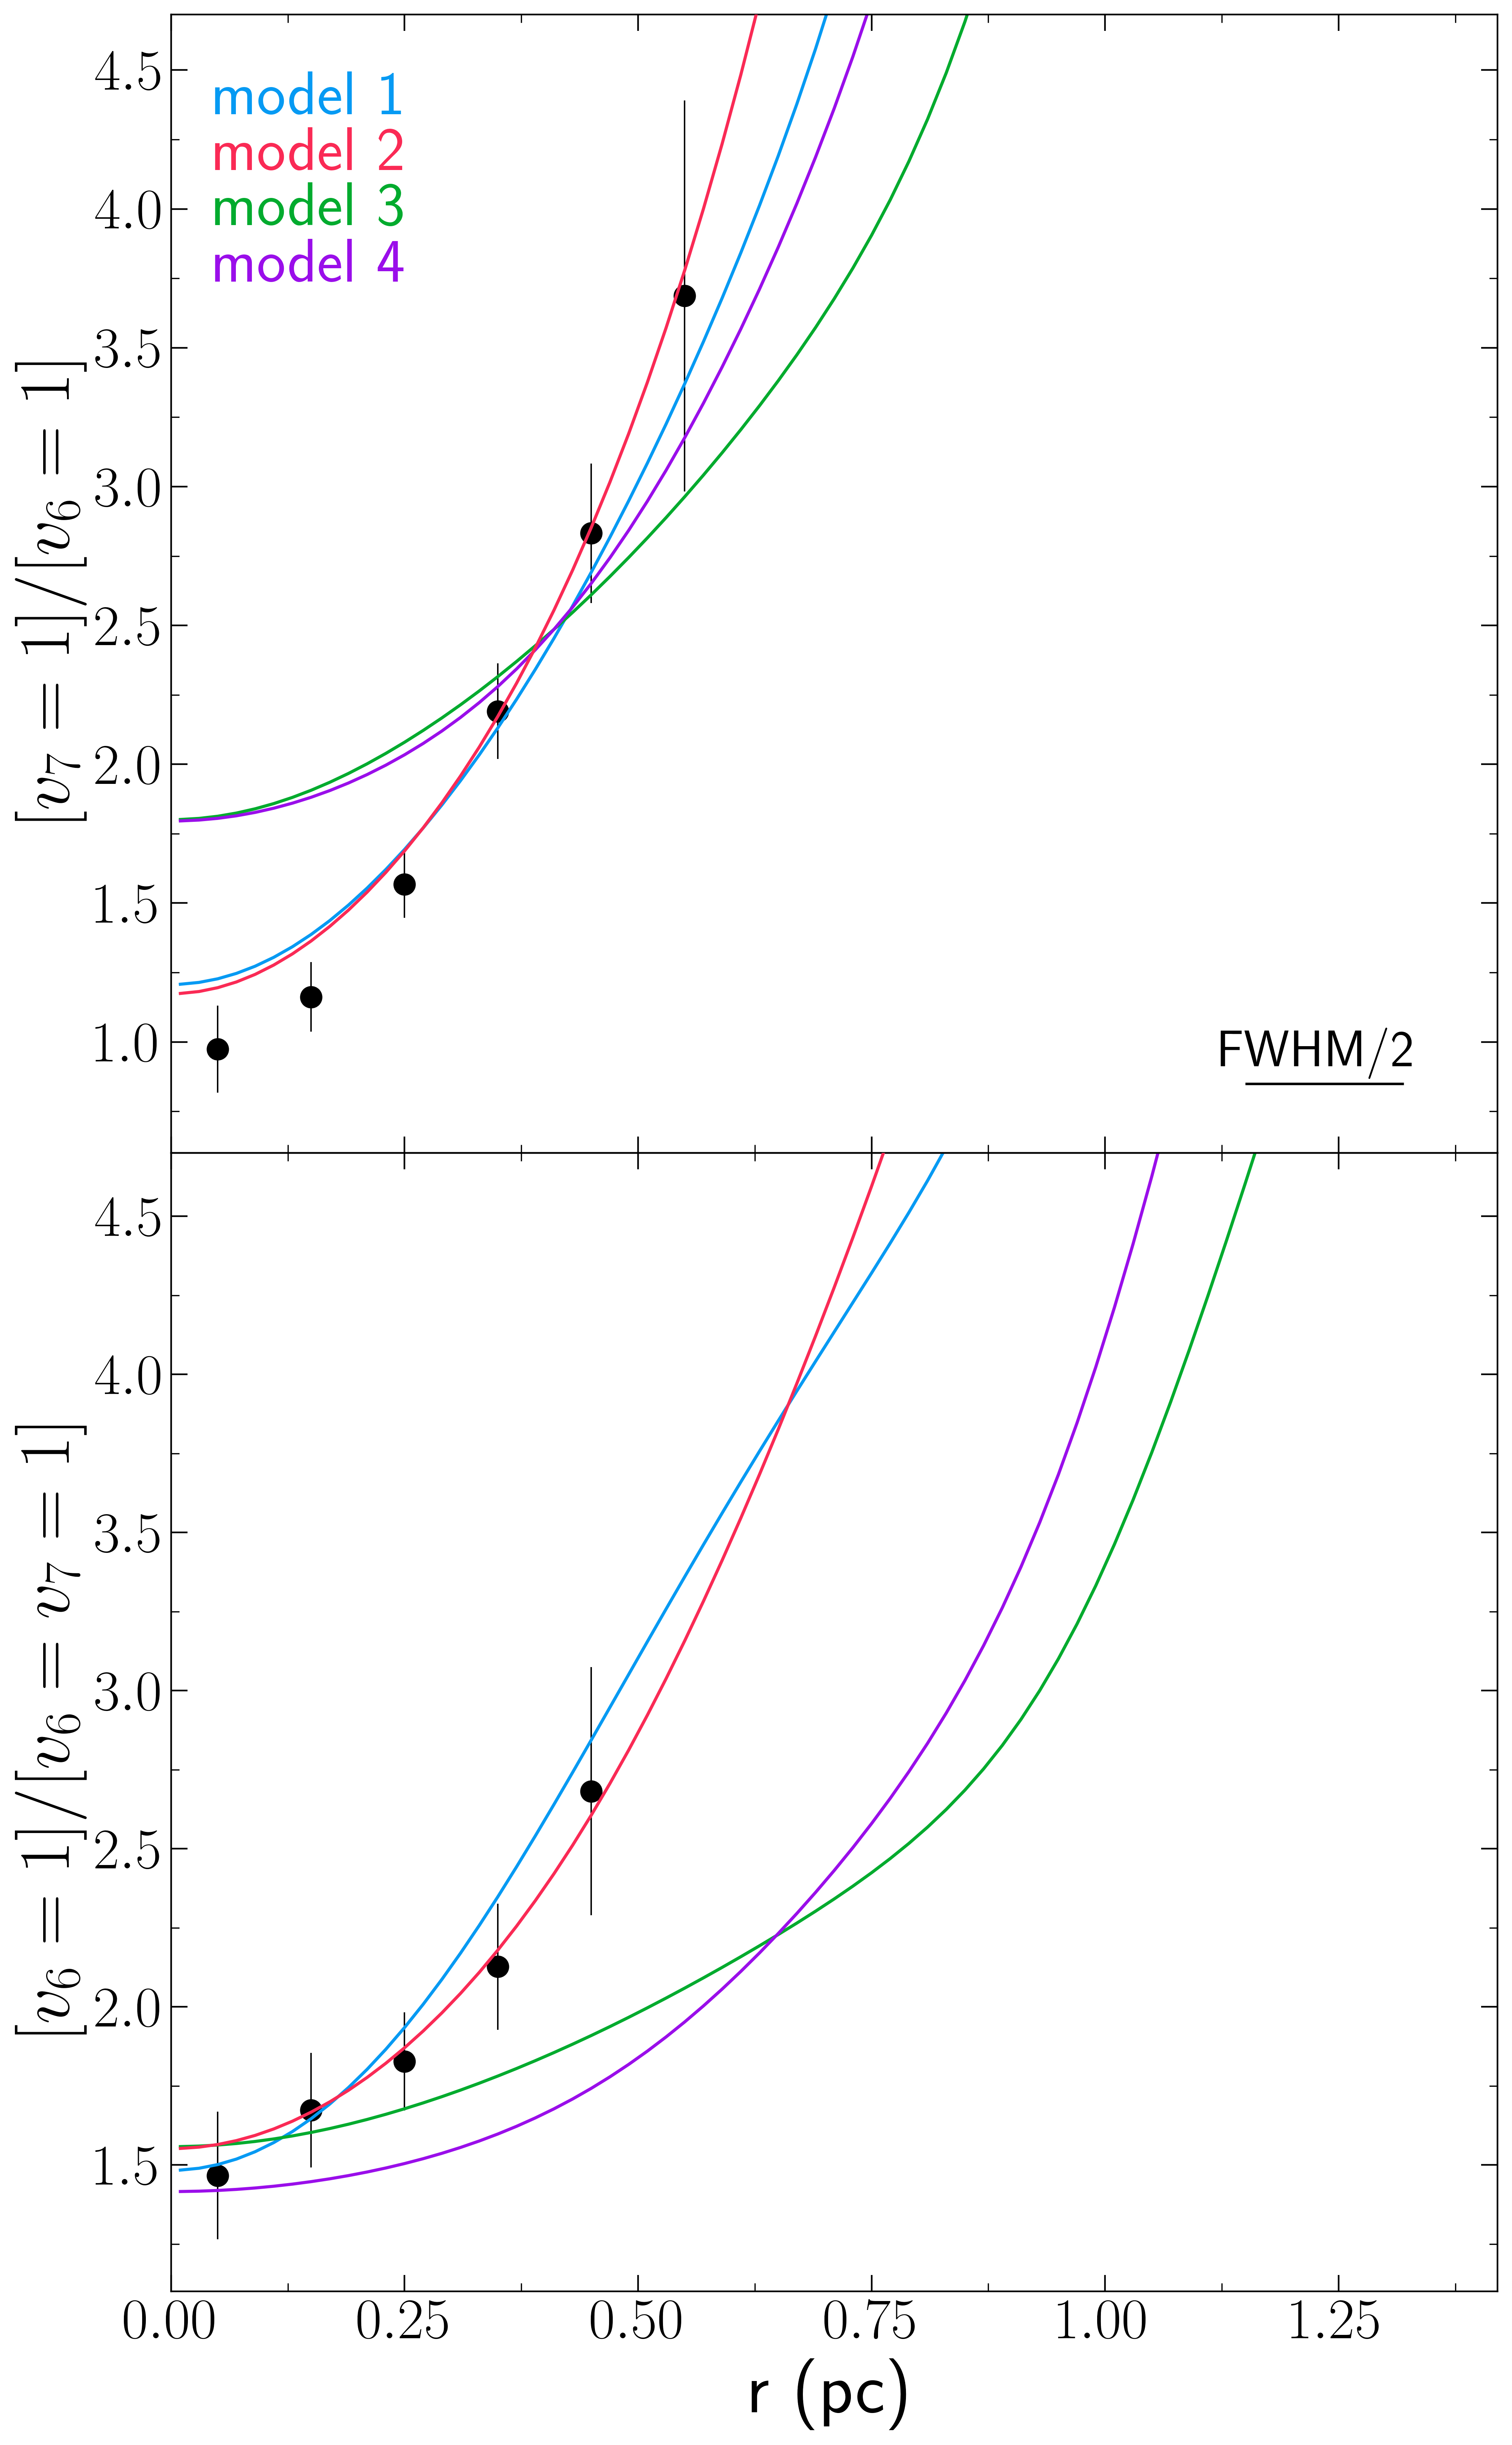 4.5
model 1
model 2
4.0
model 3
model 4
3.5
[v₇ = 1]/[v₆ = 1]
3.0
2.5
2.0
1.5
1.0
FWHM/2
4.5
4.0
3.5
[v₆ = 1]/[v₆ = v₇ = 1]
3.0
2.5
2.0
1.5
0.00 0.25 0.50 0.75 1.00 1.25
r (pc)